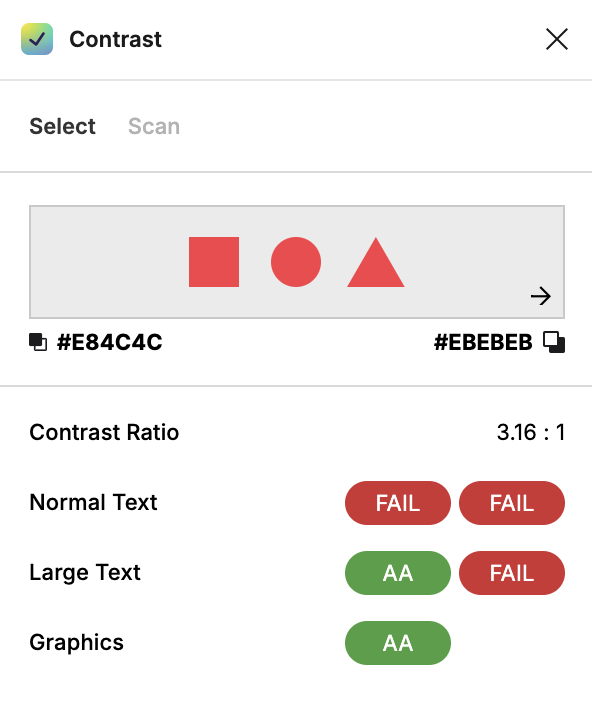 Contrast
Select Scan
#E84C4C #EBEBEB
Contrast Ratio 3.16 : 1
Normal Text FAIL FAIL
Large Text AA FAIL
Graphics AA